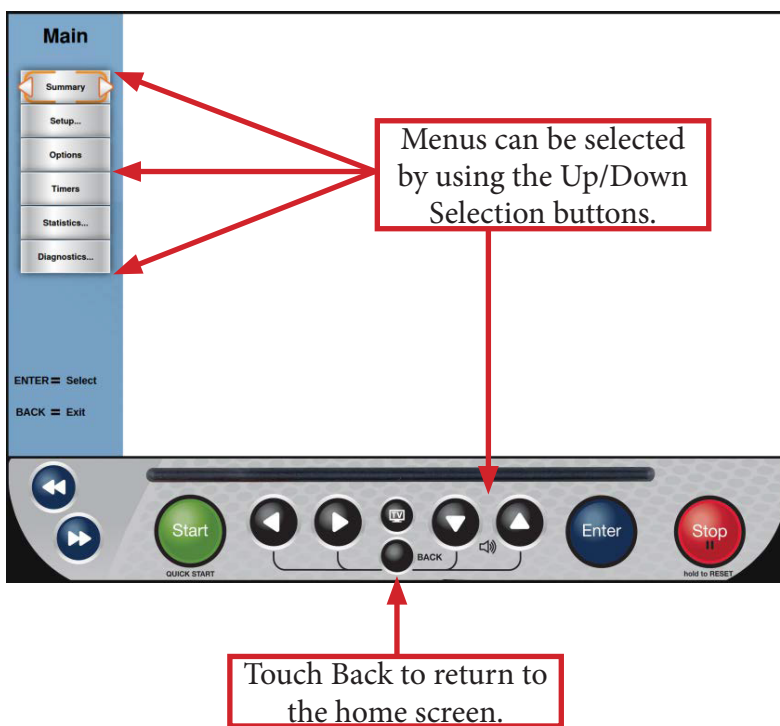 Main
Summary
Setup...
Options
Timers
Statistics...
Diagnostics...
Menus can be selected
by using the Up/Down
Selection buttons.
ENTER = Select
BACK = Exit
Start
QUICK START
TV
BACK
Enter
Stop
hold to RESET
Touch Back to return to
the home screen.